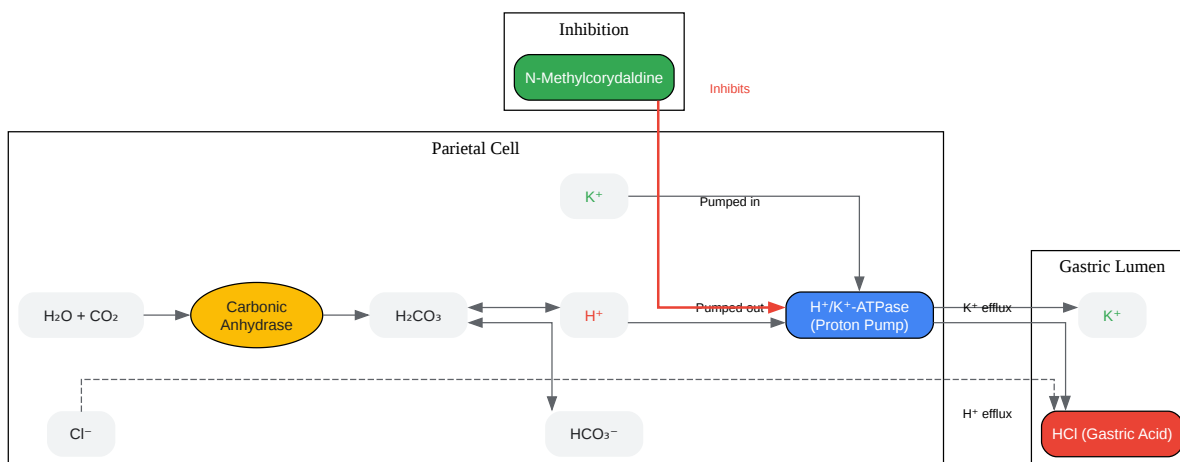 Inhibition
N-Methylcorydaldine
Inhibits
Parietal Cell
K⁺
Pumped in
Gastric Lumen
H₂O + CO₂
Carbonic
Anhydrase
H₂CO₃
H⁺
Pumped out
H⁺/K⁺-ATPase
(Proton Pump)
K⁺ efflux
K⁺
Cl⁻
HCO₃⁻
H⁺ efflux
HCl (Gastric Acid)